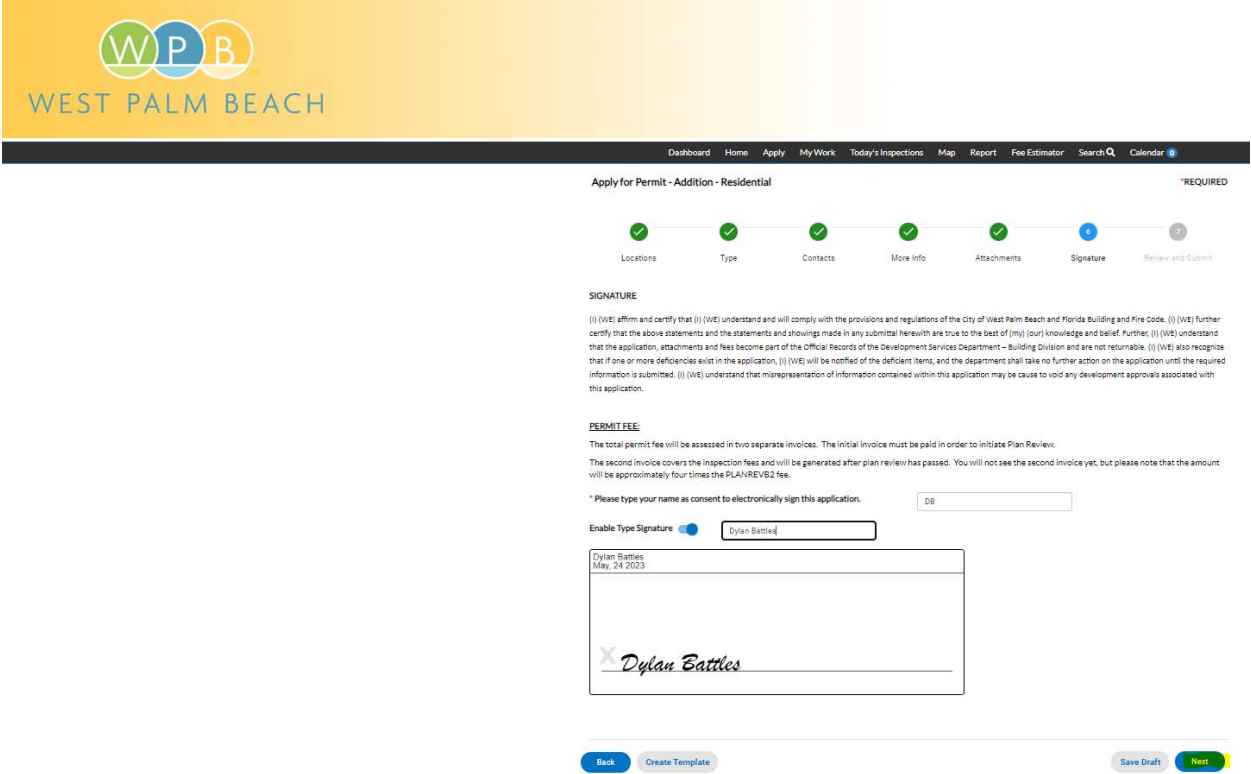 W P B
WEST PALM BEACH
Dashboard Home Apply My Work Today's Inspections Map Report Fee Estimator Search Calendar 0
Apply for Permit - Addition - Residential *REQUIRED
6 7
Locations Type Contacts More Info Attachments Signature Review and Submit
SIGNATURE
(I) (WE) affirm and certify that (I) (WE) understand and will comply with the provisions and regulations of the City of West Palm Beach and Florida Building and Fire Code. (I) (WE) further
certify that the above statements and the statements and showings made in any submittal herewith are true to the best of (my) (our) knowledge and belief. Further, (I) (WE) understand
that the application, attachments and fees become part of the Official Records of the Development Services Department – Building Division and are not returnable. (I) (WE) also recognize
that if one or more deficiencies exist in the application, (I) (WE) will be notified of the deficient items, and the department shall take no further action on the application until the required
information is submitted. (I) (WE) understand that misrepresentation of information contained within this application may be cause to void any development approvals associated with
this application.
PERMIT FEE:
The total permit fee will be assessed in two separate invoices. The initial invoice must be paid in order to initiate Plan Review.
The second invoice covers the inspection fees and will be generated after plan review has passed. You will not see the second invoice yet, but please note that the amount
will be approximately four times the PLANREVB2 fee.
* Please type your name as consent to electronically sign this application. DB
Enable Type Signature Dylan Battles
Dylan Battles
May, 24 2023
X Dylan Battles
Back Create Template Save Draft Next